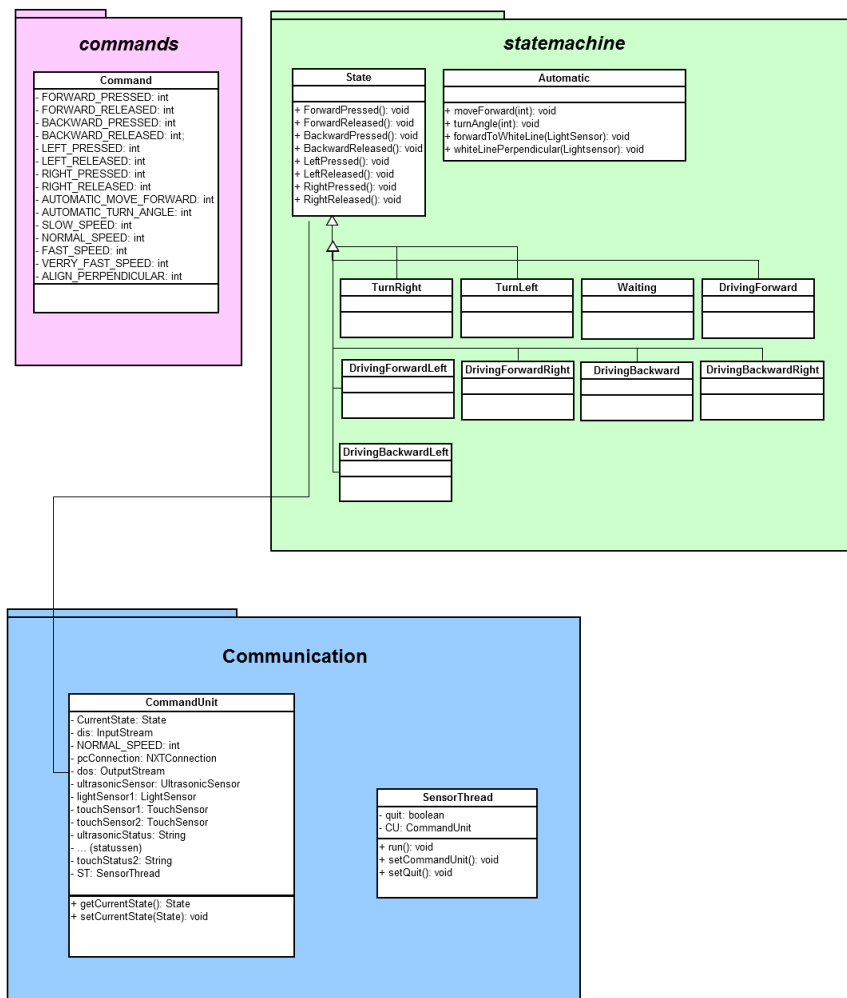 commands
Command
- FORWARD_PRESSED: int
- FORWARD_RELEASED: int
- BACKWARD_PRESSED: int
- BACKWARD_RELEASED: int;
- LEFT_PRESSED: int
- LEFT_RELEASED: int
- RIGHT_PRESSED: int
- RIGHT_RELEASED: int
- AUTOMATIC_MOVE_FORWARD: int
- AUTOMATIC_TURN_ANGLE: int
- SLOW_SPEED: int
- NORMAL_SPEED: int
- FAST_SPEED: int
- VERRY_FAST_SPEED: int
- ALIGN_PERPENDICULAR: int
statemachine
State
+ ForwardPressed(): void
+ ForwardReleased(): void
+ BackwardPressed(): void
+ BackwardReleased(): void
+ LeftPressed(): void
+ LeftReleased(): void
+ RightPressed(): void
+ RightReleased(): void
Automatic
+ moveForward(int): void
+ turnAngle(int): void
+ forwardToWhiteLine(LightSensor): void
+ whiteLinePerpendicular(Lightsensor): void
TurnRight
TurnLeft
Waiting
DrivingForward
DrivingForwardLeft
DrivingForwardRight
DrivingBackward
DrivingBackwardRight
DrivingBackwardLeft
Communication
CommandUnit
- CurrentState: State
- dis: InputStream
- NORMAL_SPEED: int
- pcConnection: NXTConnection
- dos: OutputStream
- ultrasonicSensor: UltrasonicSensor
- lightSensor1: LightSensor
- touchSensor1: TouchSensor
- touchSensor2: TouchSensor
- ultrasonicStatus: String
- ... (statussen)
- touchStatus2: String
- ST: SensorThread
+ getCurrentState(): State
+ setCurrentState(State): void
SensorThread
- quit: boolean
- CU: CommandUnit
+ run(): void
+ setCommandUnit(): void
+ setQuit(): void